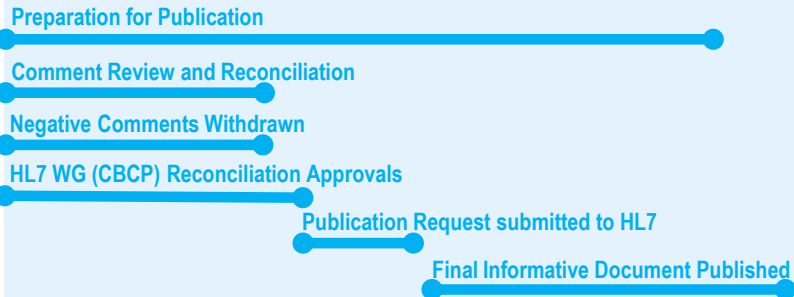 Preparation for Publication
Comment Review and Reconciliation
Negative Comments Withdrawn
HL7 WG (CBCP) Reconciliation Approvals
Publication Request submitted to HL7
Final Informative Document Published